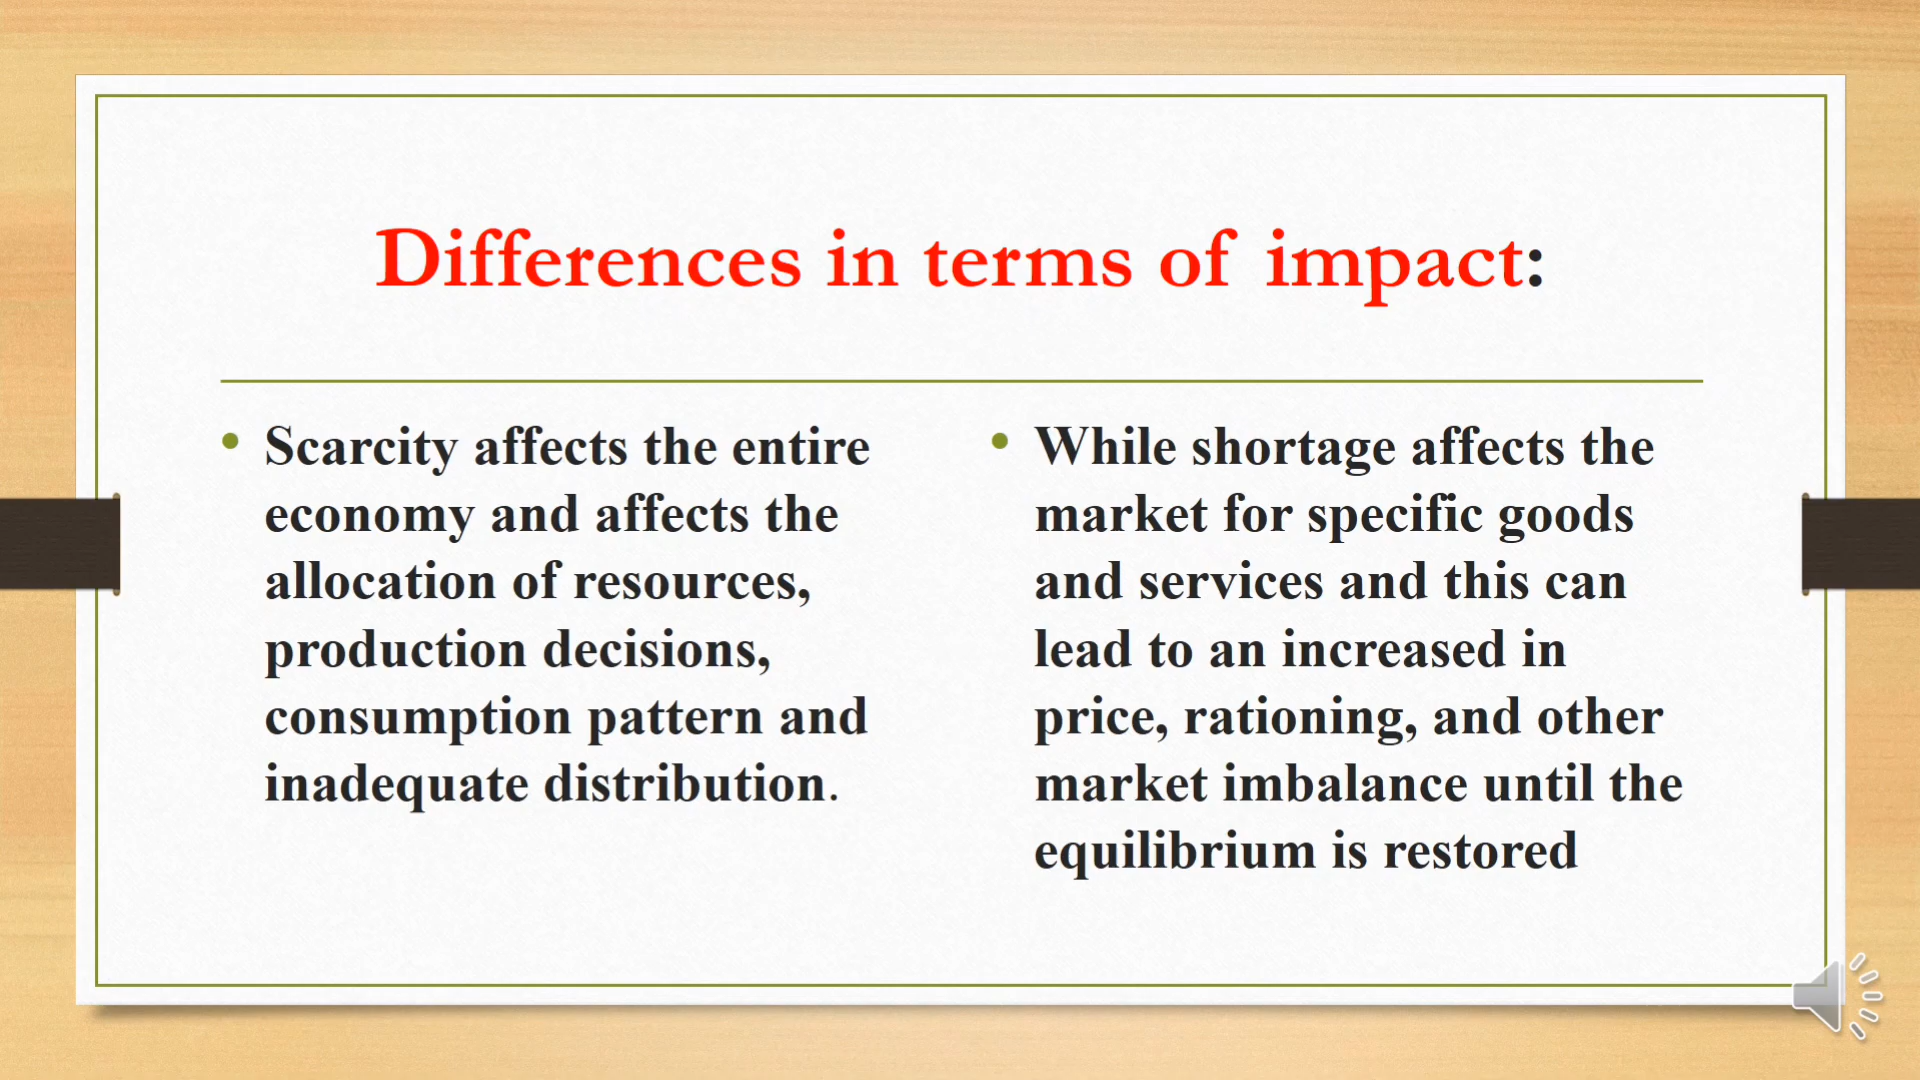 Differences in terms of impact:
• Scarcity affects the entire
economy and affects the
allocation of resources,
production decisions,
consumption pattern and
inadequate distribution.
• While shortage affects the
market for specific goods
and services and this can
lead to an increased in
price, rationing, and other
market imbalance until the
equilibrium is restored